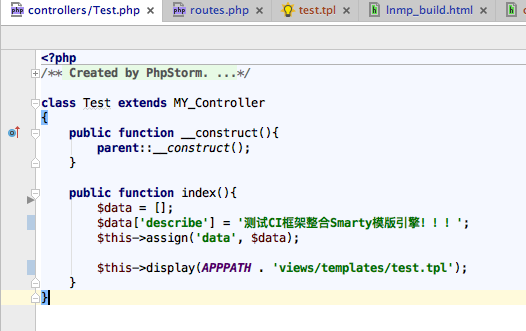 controllers/Test.php × routes.php × test.tpl × lnmp_build.html ×
<?php
/** Created by PhpStorm. ...*/
class Test extends MY_Controller
{
public function __construct(){
parent::__construct();
}
public function index(){
$data = [];
$data['describe'] = '测试CI框架整合Smarty模版引擎！！！';
$this->assign('data', $data);
$this->display(APPPATH . 'views/templates/test.tpl');
}
}